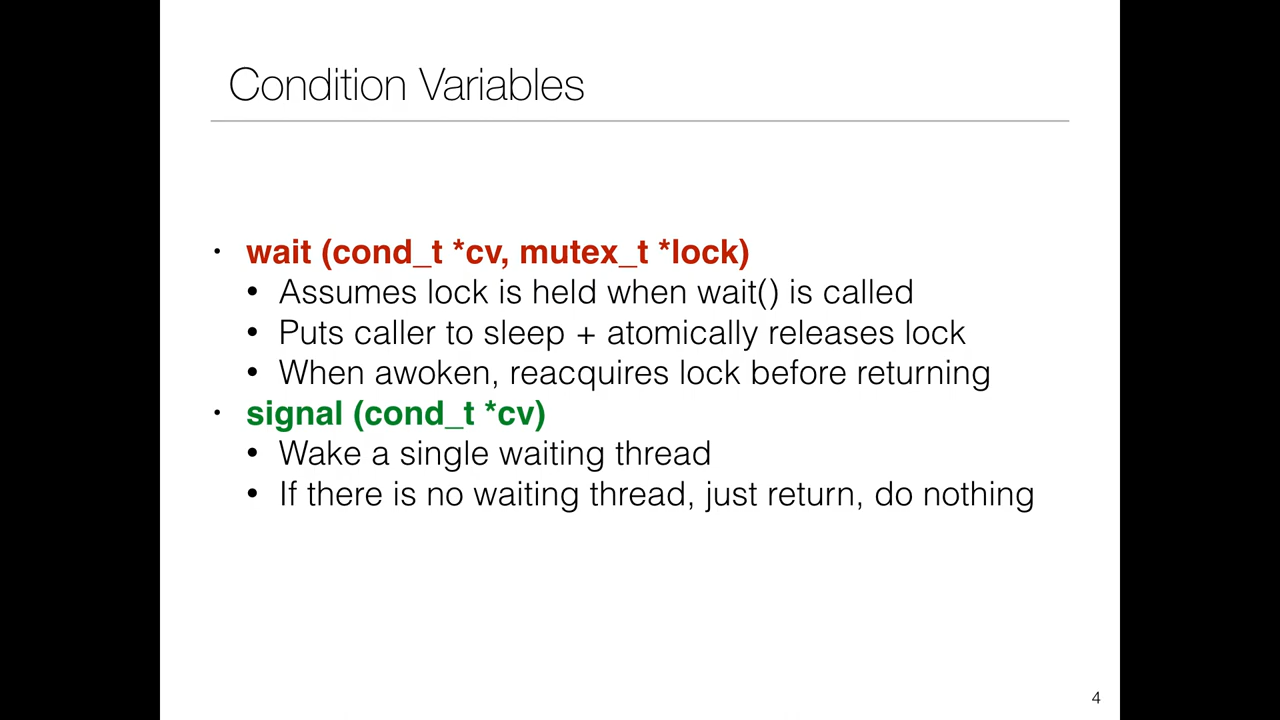 Condition Variables
• wait (cond_t *cv, mutex_t *lock)
• Assumes lock is held when wait() is called
• Puts caller to sleep + atomically releases lock
• When awoken, reacquires lock before returning
• signal (cond_t *cv)
• Wake a single waiting thread
• If there is no waiting thread, just return, do nothing
4